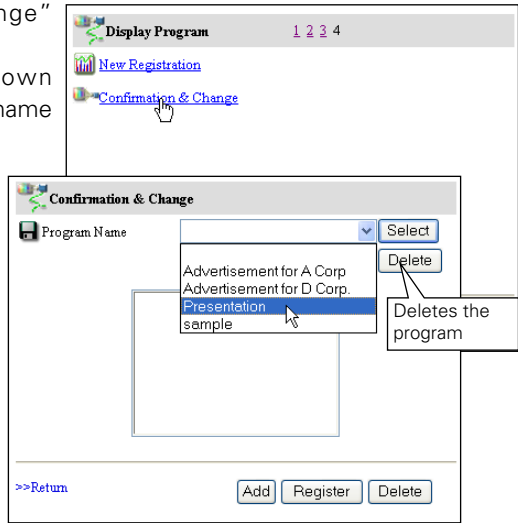 nge”
own
name
Display Program 1 2 3 4
New Registration
Confirmation & Change
Confirmation & Change
Program Name Select
Delete
Advertisement for A Corp
Advertisement for D Corp.
Presentation
sample
Deletes the
program
>>Return Add Register Delete